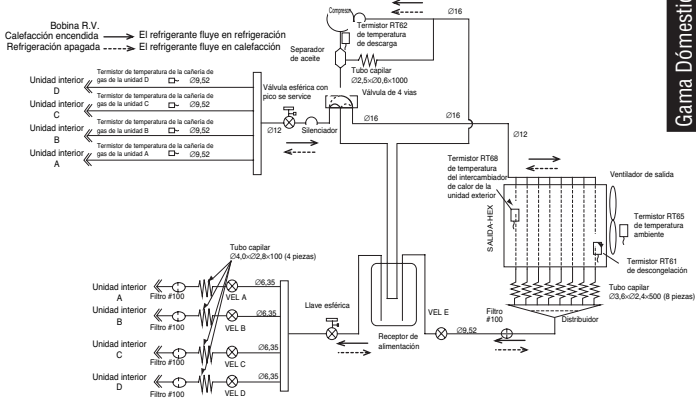 Gama Doméstic
Bobina R.V.
Calefacción encendida
Refrigeración apagada
El refrigerante fluye en refrigeración
El refrigerante fluye en calefacción
Compresor
Ø16
Termistor RT62
de temperatura
de descarga
Separador
de aceite
Tubo capilar
Ø2,5×Ø0,6×1000
Válvula de 4 vias
Unidad interior
D
Termistor de temperatura de la cañería de
gas de la unidad D
Ø9,52
Unidad interior
C
Termistor de temperatura de la cañería de
gas de la unidad C
Ø9,52
Unidad interior
B
Termistor de temperatura de la cañería de
gas de la unidad B
Ø9,52
Unidad interior
A
Termistor de temperatura de la cañería de
gas de la unidad A
Ø9,52
Válvula esférica con
pico se service
Ø12
Silenciador
Ø16
Ø16
Ø12
Termistor RT68
de temperatura
del intercambiador
de calor de la
unidad exterior
Ventilador de salida
SALIDA-HEX
Termistor RT65
de temperatura
ambiente
Termistor RT61
de descongelación
Tubo capilar
Ø3,6×Ø2,4×500 (8 piezas)
Distribuidor
Tubo capilar
Ø4,0×Ø2,8×100 (4 piezas)
Unidad interior
A
Filtro #100
VEL A
Ø6,35
Unidad interior
B
Filtro #100
VEL B
Ø6,35
Unidad interior
C
Filtro #100
VEL C
Ø6,35
Unidad interior
D
Filtro #100
VEL D
Ø6,35
Llave esférica
Receptor de
alimentación
VEL E
Ø9,52
Filtro
#100